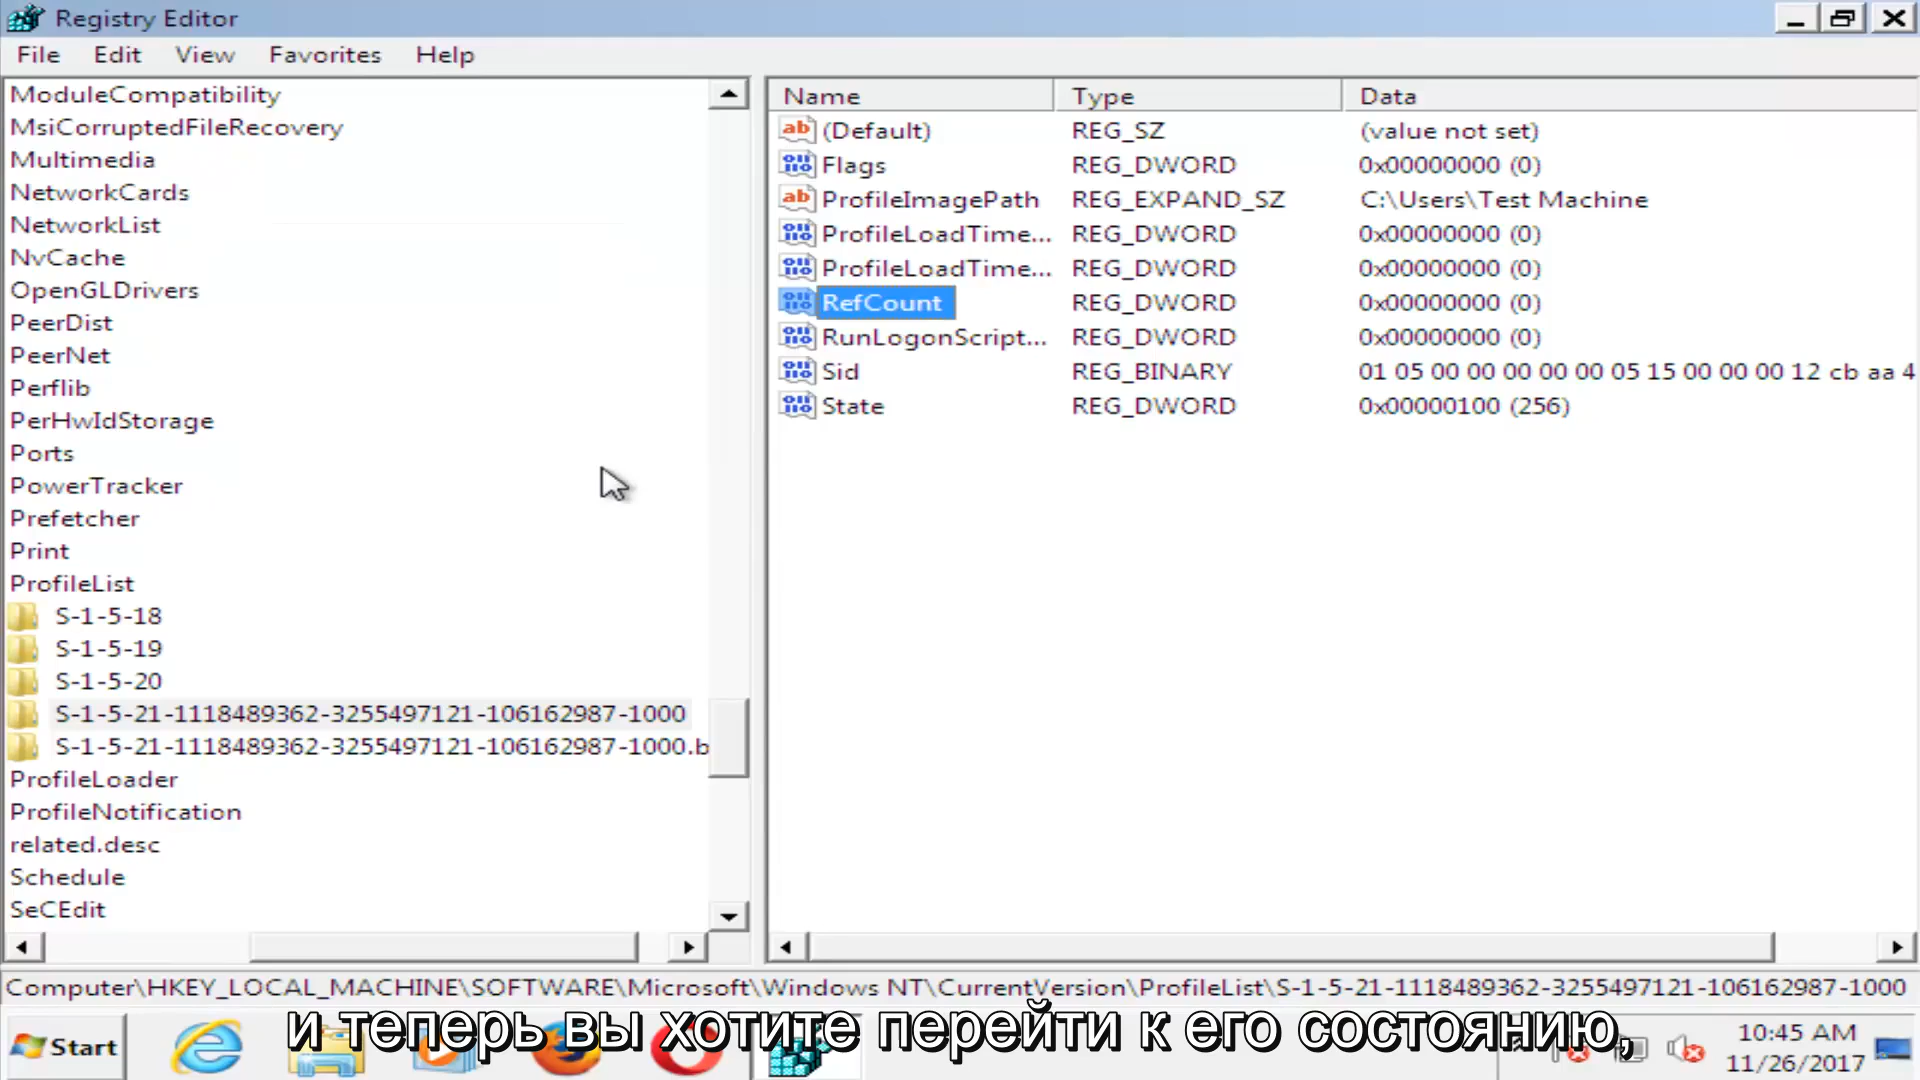 Registry Editor
File Edit View Favorites Help
ModuleCompatibility
MsiCorruptedFileRecovery
Multimedia
NetworkCards
NetworkList
NvCache
OpenGLDrivers
PeerDist
PeerNet
Perflib
PerHwIdStorage
Ports
PowerTracker
Prefetcher
Print
ProfileList
S-1-5-18
S-1-5-19
S-1-5-20
S-1-5-21-1118489362-3255497121-106162987-1000
S-1-5-21-1118489362-3255497121-106162987-1000.b
ProfileLoader
ProfileNotification
related.desc
Schedule
SeCEdit
Name Type Data
(Default) REG_SZ (value not set)
Flags REG_DWORD 0x00000000 (0)
ProfileImagePath REG_EXPAND_SZ C:\Users\Test Machine
ProfileLoadTime... REG_DWORD 0x00000000 (0)
ProfileLoadTime... REG_DWORD 0x00000000 (0)
RefCount REG_DWORD 0x00000000 (0)
RunLogonScript... REG_DWORD 0x00000000 (0)
Sid REG_BINARY 01 05 00 00 00 00 00 05 15 00 00 00 12 cb aa 4
State REG_DWORD 0x00000100 (256)
Computer\HKEY_LOCAL_MACHINE\SOFTWARE\Microsoft\Windows NT\CurrentVersion\ProfileList\S-1-5-21-1118489362-3255497121-106162987-1000
и теперь вы хотите перейти к его состоянию,
Start
10:45 AM
11/26/2017